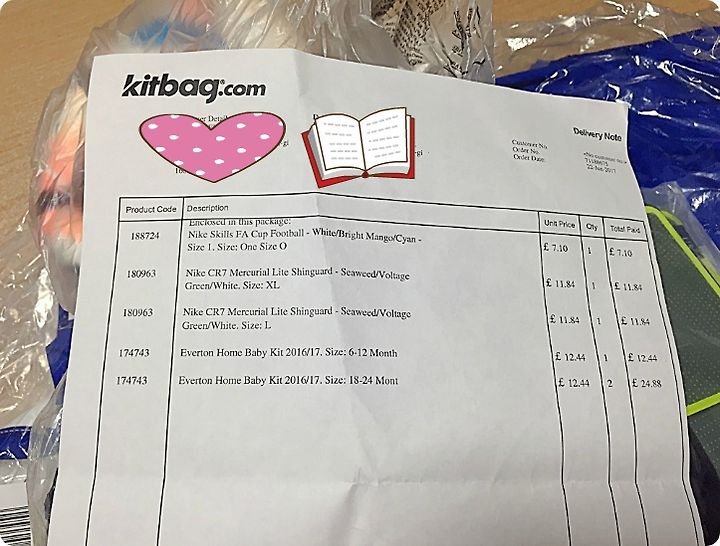 kitbag.com
Delivery Note
Customer No.
Order No.
Order Date:
Product Code Description Unit Price Qty Total Paid
Enclosed in this package:
188724 Nike Skills FA Cup Football - White/Bright Mango/Cyan - £ 7.10 1 £ 7.10
Size 1. Size: One Size O
180963 Nike CR7 Mercurial Lite Shinguard - Seaweed/Voltage £ 11.84 1 £ 11.84
Green/White. Size: XL
180963 Nike CR7 Mercurial Lite Shinguard - Seaweed/Voltage £ 11.84 1 £ 11.84
Green/White. Size: L
174743 Everton Home Baby Kit 2016/17. Size: 6-12 Month £ 12.44 1 £ 12.44
174743 Everton Home Baby Kit 2016/17. Size: 18-24 Mont £ 12.44 2 £ 24.88